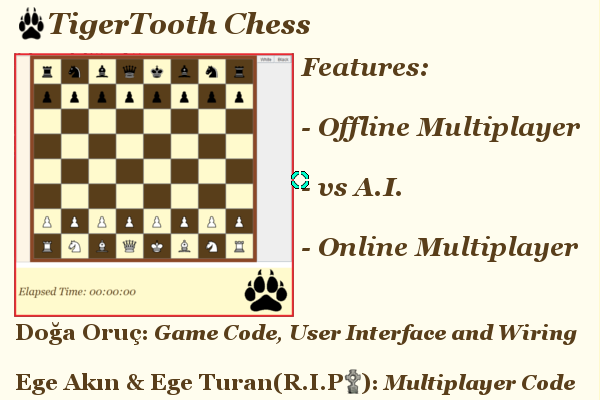 TigerTooth Chess
White Black
Features:
- Offline Multiplayer
- vs A.I.
- Online Multiplayer
Elapsed Time: 00:00:00
Doğa Oruç: Game Code, User Interface and Wiring
Ege Akın & Ege Turan(R.I.P): Multiplayer Code